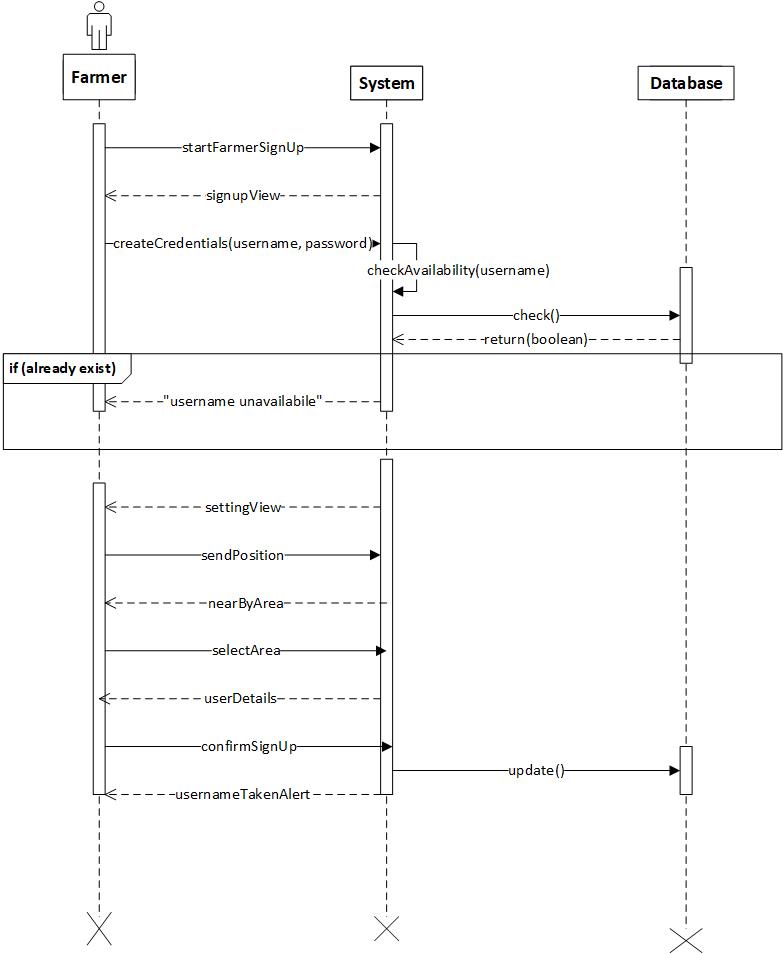 Farmer
System
Database
startFarmerSignUp
signupView
createCredentials(username, password)
checkAvailability(username)
check()
return(boolean)
if (already exist)
"username unavailabile"
settingView
sendPosition
nearByArea
selectArea
userDetails
confirmSignUp
update()
usernameTakenAlert